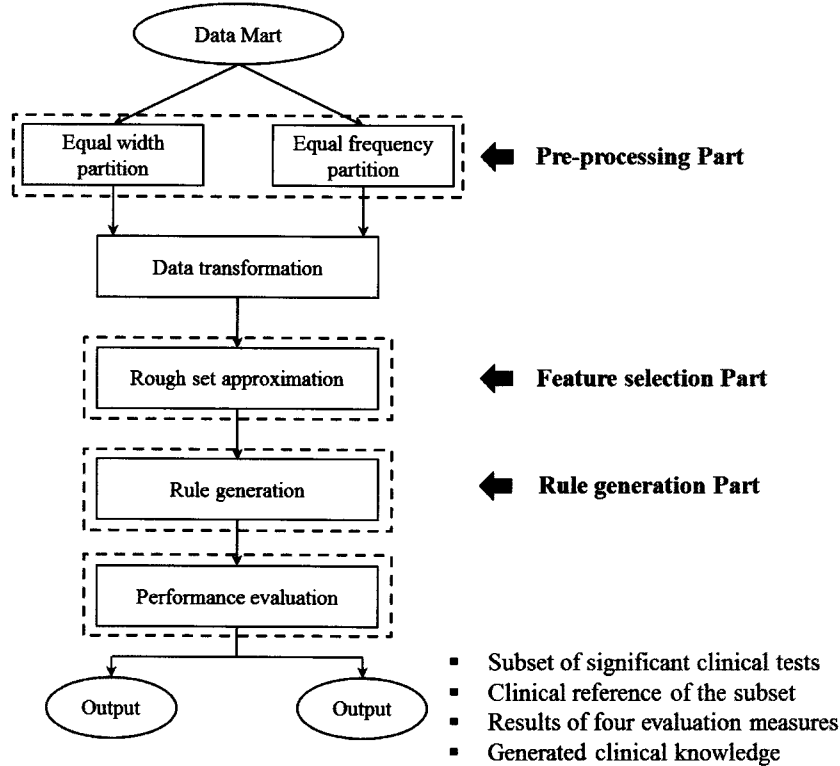 Data Mart
Equal width
partition
Equal frequency
partition
Pre-processing Part
Data transformation
Rough set approximation
Feature selection Part
Rule generation
Rule generation Part
Performance evaluation
Output
Output
▪ Subset of significant clinical tests
▪ Clinical reference of the subset
▪ Results of four evaluation measures
▪ Generated clinical knowledge